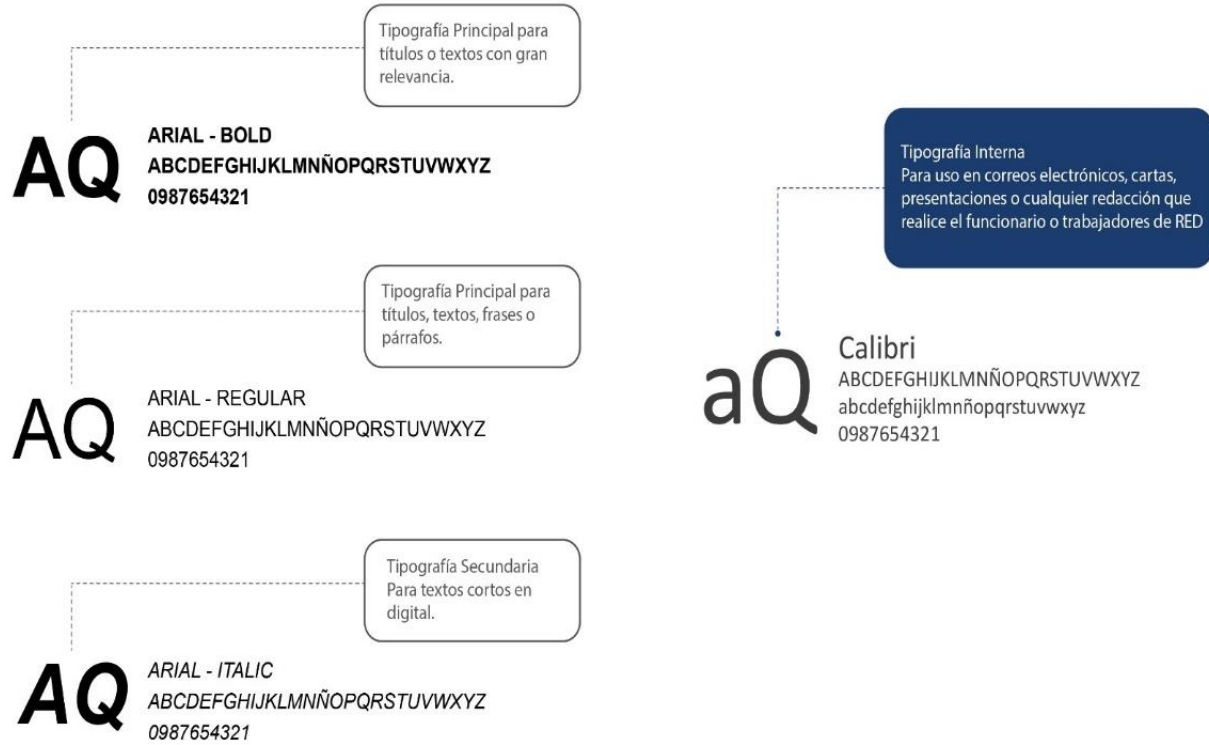 Tipografía Principal para
títulos o textos con gran
relevancia.
AQ
ARIAL - BOLD
ABCDEFGHIJKLMNÑOPQRSTUVWXYZ
0987654321
Tipografía Principal para
títulos, textos, frases o
párrafos.
AQ
ARIAL - REGULAR
ABCDEFGHIJKLMNÑOPQRSTUVWXYZ
0987654321
Tipografía Secundaria
Para textos cortos en
digital.
AQ
ARIAL - ITALIC
ABCDEFGHIJKLMNÑOPQRSTUVWXYZ
0987654321
Tipografía Interna
Para uso en correos electrónicos, cartas,
presentaciones o cualquier redacción que
realice el funcionario o trabajadores de RED
aQ
Calibri
ABCDEFGHIJKLMNÑOPQRSTUVWXYZ
abcdefghijklmnñopqrstuvwxyz
0987654321